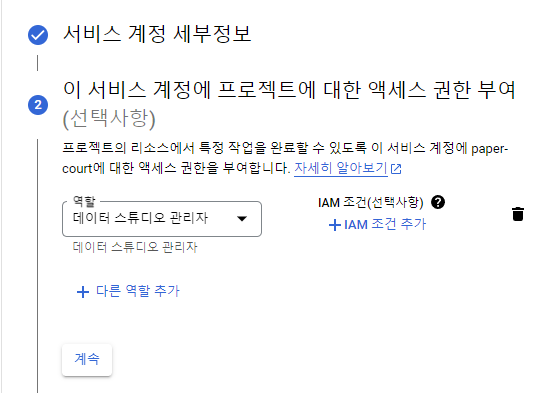 서비스 계정 세부정보
2
이 서비스 계정에 프로젝트에 대한 액세스 권한 부여
(선택사항)
프로젝트의 리소스에서 특정 작업을 완료할 수 있도록 이 서비스 계정에 paper-
court에 대한 액세스 권한을 부여합니다. 자세히 알아보기
역할
데이터 스튜디오 관리자
IAM 조건(선택사항) ?
+ IAM 조건 추가
데이터 스튜디오 관리자
+ 다른 역할 추가
계속